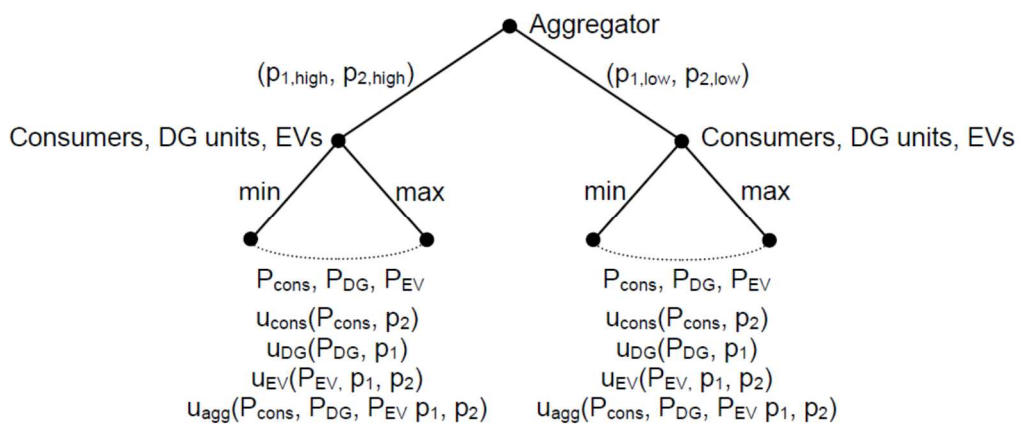 Aggregator
(p1,high, p2,high) (p1,low, p2,low)
Consumers, DG units, EVs Consumers, DG units, EVs
min max min max
Pcons, PDG, PEV Pcons, PDG, PEV
ucons(Pcons, p2) ucons(Pcons, p2)
uDG(PDG, p1) uDG(PDG, p1)
uEV(PEV, p1, p2) uEV(PEV, p1, p2)
uagg(Pcons, PDG, PEV p1, p2) uagg(Pcons, PDG, PEV p1, p2)